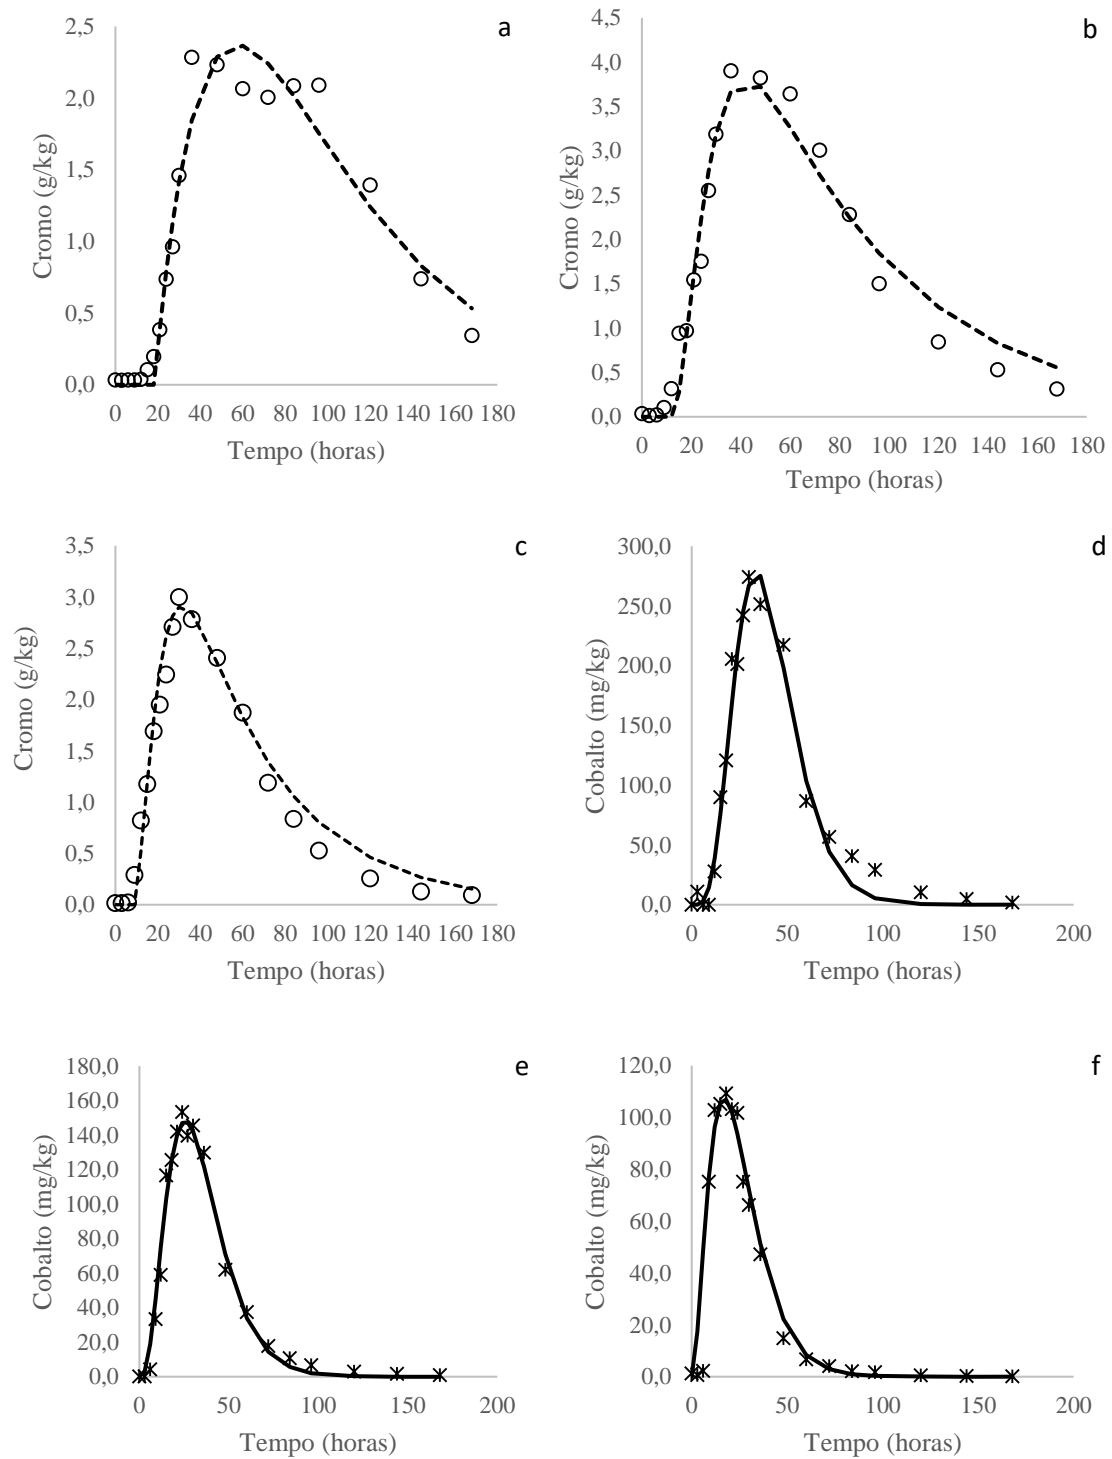 a
Cromo (g/kg)
2,5
2,0
1,5
1,0
0,5
0,0
0 20 40 60 80 100 120 140 160 180
Tempo (horas)
b
Cromo (g/kg)
4,5
4,0
3,5
3,0
2,5
2,0
1,5
1,0
0,5
0,0
0 20 40 60 80 100 120 140 160 180
Tempo (horas)
c
Cromo (g/kg)
3,5
3,0
2,5
2,0
1,5
1,0
0,5
0,0
0 20 40 60 80 100 120 140 160 180
Tempo (horas)
d
Cobalto (mg/kg)
300,0
250,0
200,0
150,0
100,0
50,0
0,0
0 50 100 150 200
Tempo (horas)
e
Cobalto (mg/kg)
180,0
160,0
140,0
120,0
100,0
80,0
60,0
40,0
20,0
0,0
0 50 100 150 200
Tempo (horas)
f
Cobalto (mg/kg)
120,0
100,0
80,0
60,0
40,0
20,0
0,0
0 50 100 150 200
Tempo (horas)